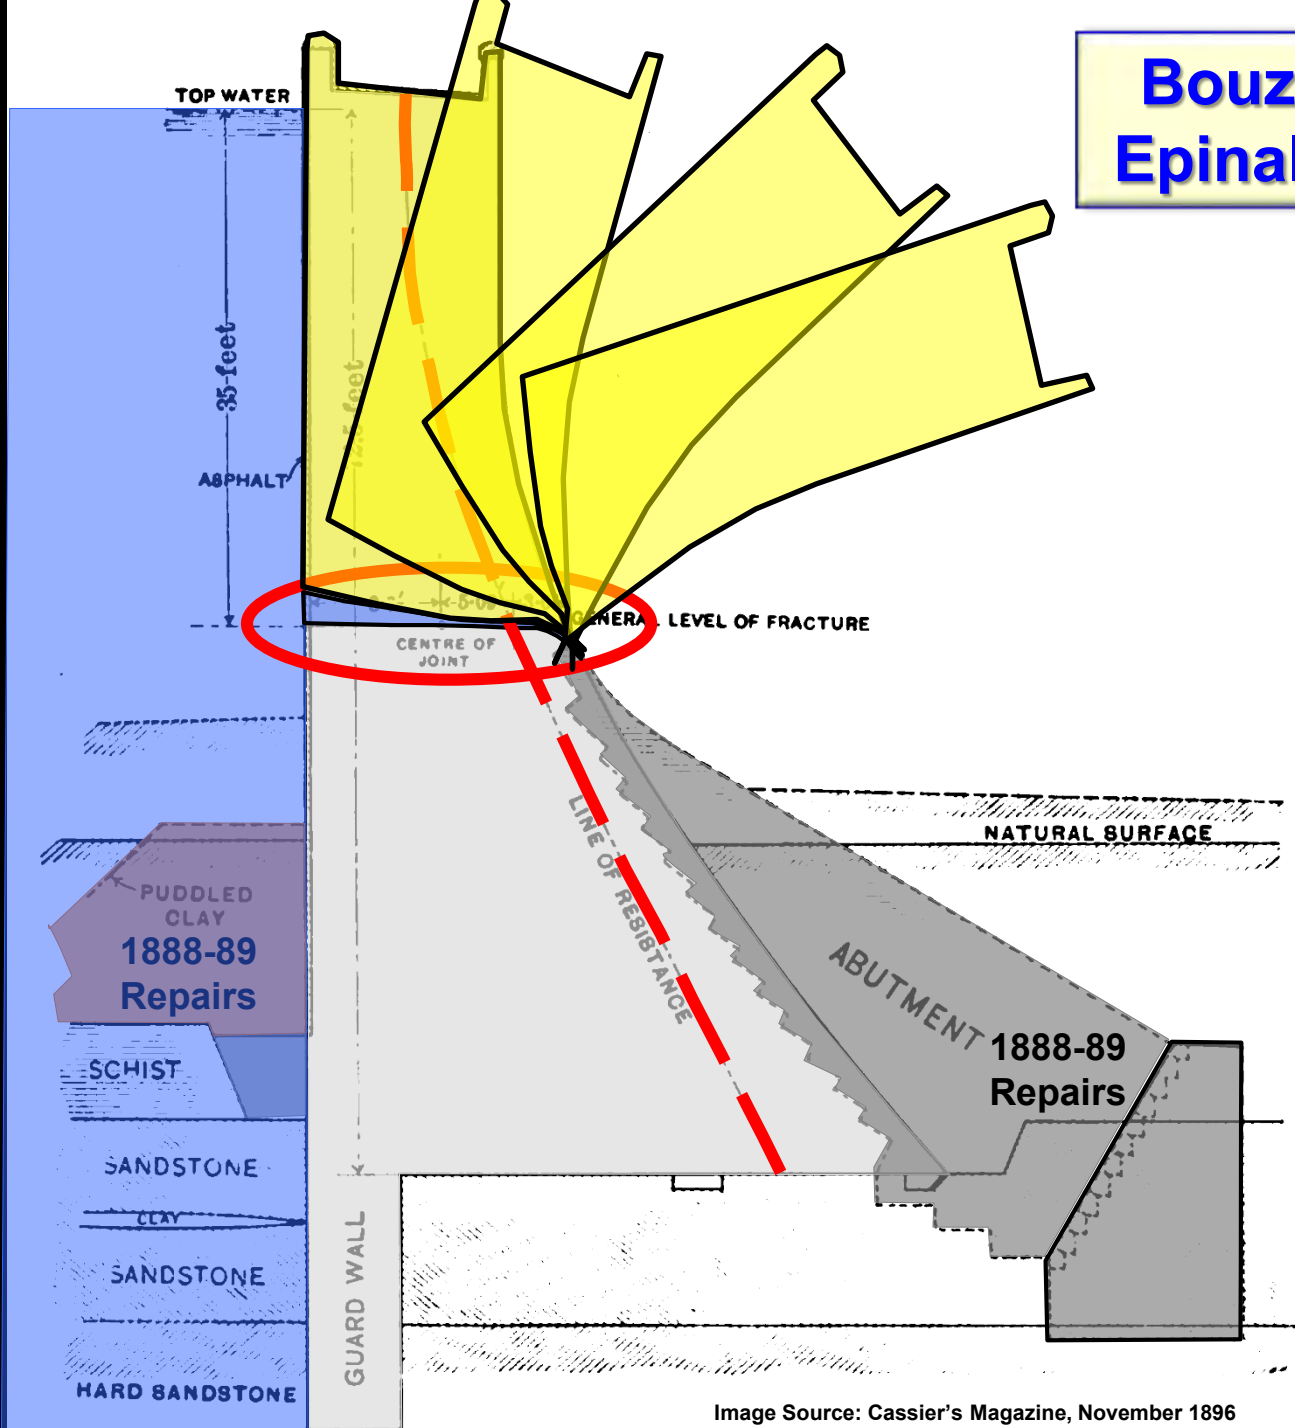 Bouz
Epinal
TOP WATER
35-feet
ASPHALT
GENERAL LEVEL OF FRACTURE
CENTRE OF
JOINT
LINE OF RESISTANCE
NATURAL SURFACE
PUDDLED
CLAY
1888-89
Repairs
ABUTMENT
1888-89
Repairs
SCHIST
SANDSTONE
CLAY
SANDSTONE
GUARD WALL
HARD SANDSTONE
Image Source: Cassier's Magazine, November 1896